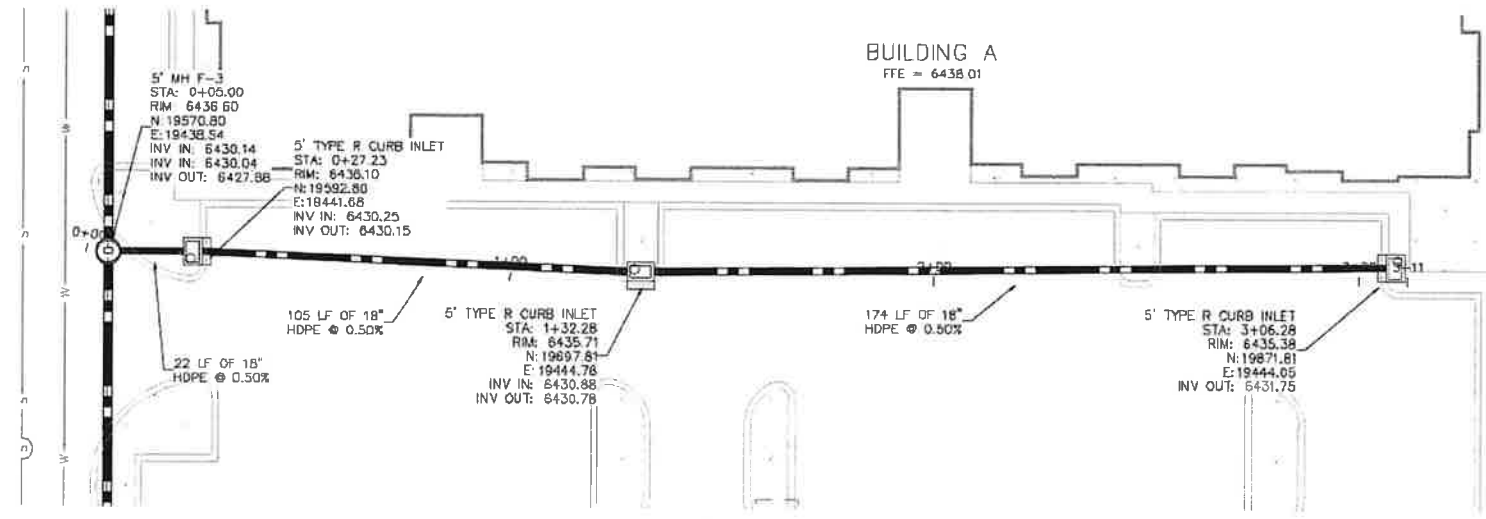 BUILDING A
FFE = 6438.01
5' MH F-3
STA: 0+05.00
RIM 6436.60
N: 19570.80
E: 19438.54
INV IN: 6430.14
INV IN: 6430.04
INV OUT: 6427.88
5' TYPE R CURB INLET
STA: 0+27.23
RIM: 6436.10
N: 19592.80
E: 19441.68
INV IN: 6430.25
INV OUT: 6430.15
1+00
105 LF OF 18"
HDPE @ 0.50%
22 LF OF 18"
HDPE @ 0.50%
5' TYPE R CURB INLET
STA: 1+32.28
RIM: 6435.71
N: 19697.81
E: 19444.78
INV IN: 6430.88
INV OUT: 6430.78
2+00
174 LF OF 18"
HDPE @ 0.50%
5' TYPE R CURB INLET
STA: 3+06.28
RIM: 6435.38
N: 19871.81
E: 19444.05
INV OUT: 6431.75
W
W
W